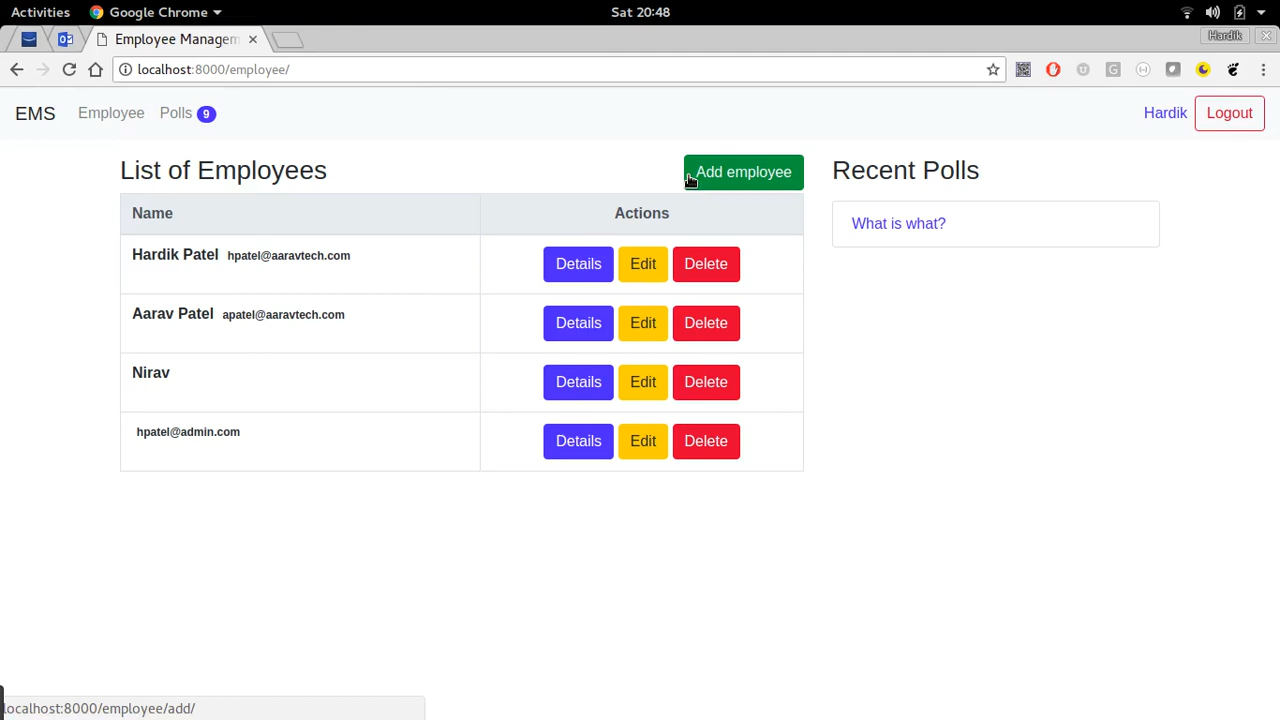 Activities Google Chrome Sat 20:48
Employee Managem Hardik
localhost:8000/employee/
EMS Employee Polls 9 Hardik Logout
List of Employees Add employee Recent Polls
Name Actions What is what?
Hardik Patel hpatel@aaravtech.com Details Edit Delete
Aarav Patel apatel@aaravtech.com Details Edit Delete
Nirav Details Edit Delete
hpatel@admin.com Details Edit Delete
localhost:8000/employee/add/